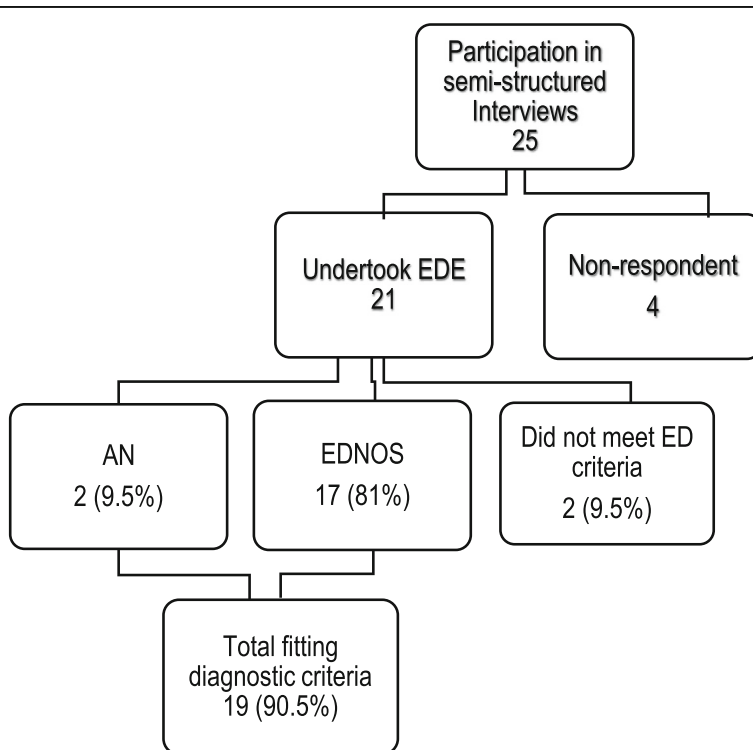 Participation in
semi-structured
Interviews
25
Undertook EDE
21
Non-respondent
4
AN
2 (9.5%)
EDNOS
17 (81%)
Did not meet ED
criteria
2 (9.5%)
Total fitting
diagnostic criteria
19 (90.5%)